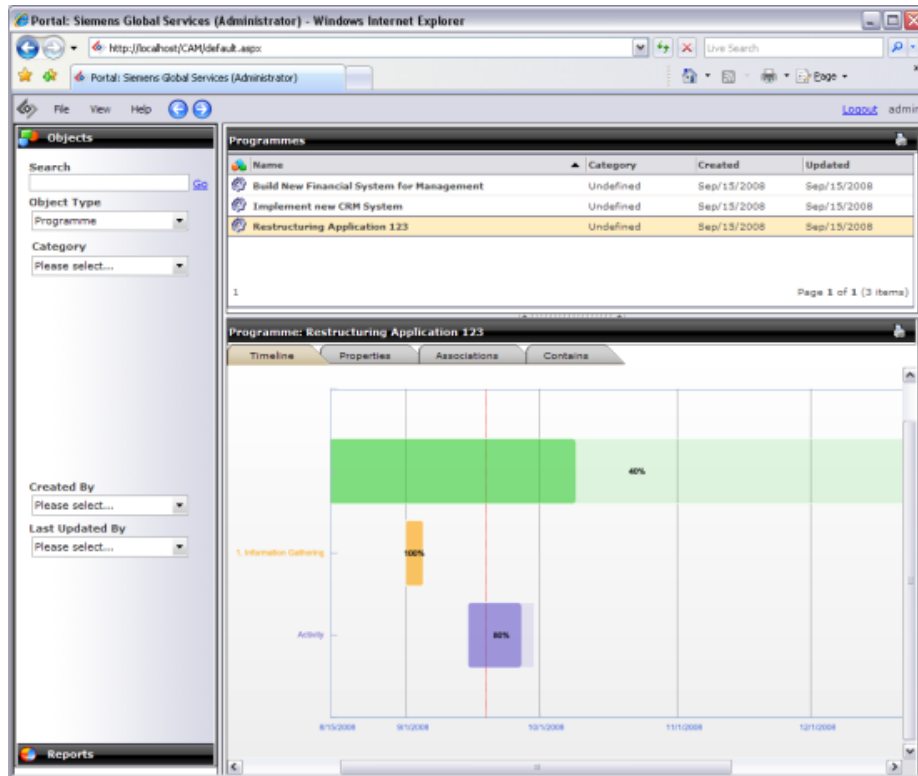 Portal: Siemens Global Services (Administrator) - Windows Internet Explorer
http://localhost/CAM/default.aspx
Live Search
Portal: Siemens Global Services (Administrator)
Page
File View Help
Logout admin
Objects
Search
Go
Object Type
Programme
Category
Please select...
Created By
Please select...
Last Updated By
Please select...
Reports
Programmes
Name Category Created Updated
Build New Financial System for Management Undefined Sep/15/2008 Sep/15/2008
Implement new CRM System Undefined Sep/15/2008 Sep/15/2008
Restructuring Application 123 Undefined Sep/15/2008 Sep/15/2008
1 Page 1 of 1 (3 items)
Programme: Restructuring Application 123
Timeline Properties Associations Contains
40%
1. Information Gathering 100%
Activity 80%
8/15/2008 9/1/2008 10/1/2008 11/1/2008 12/1/2008